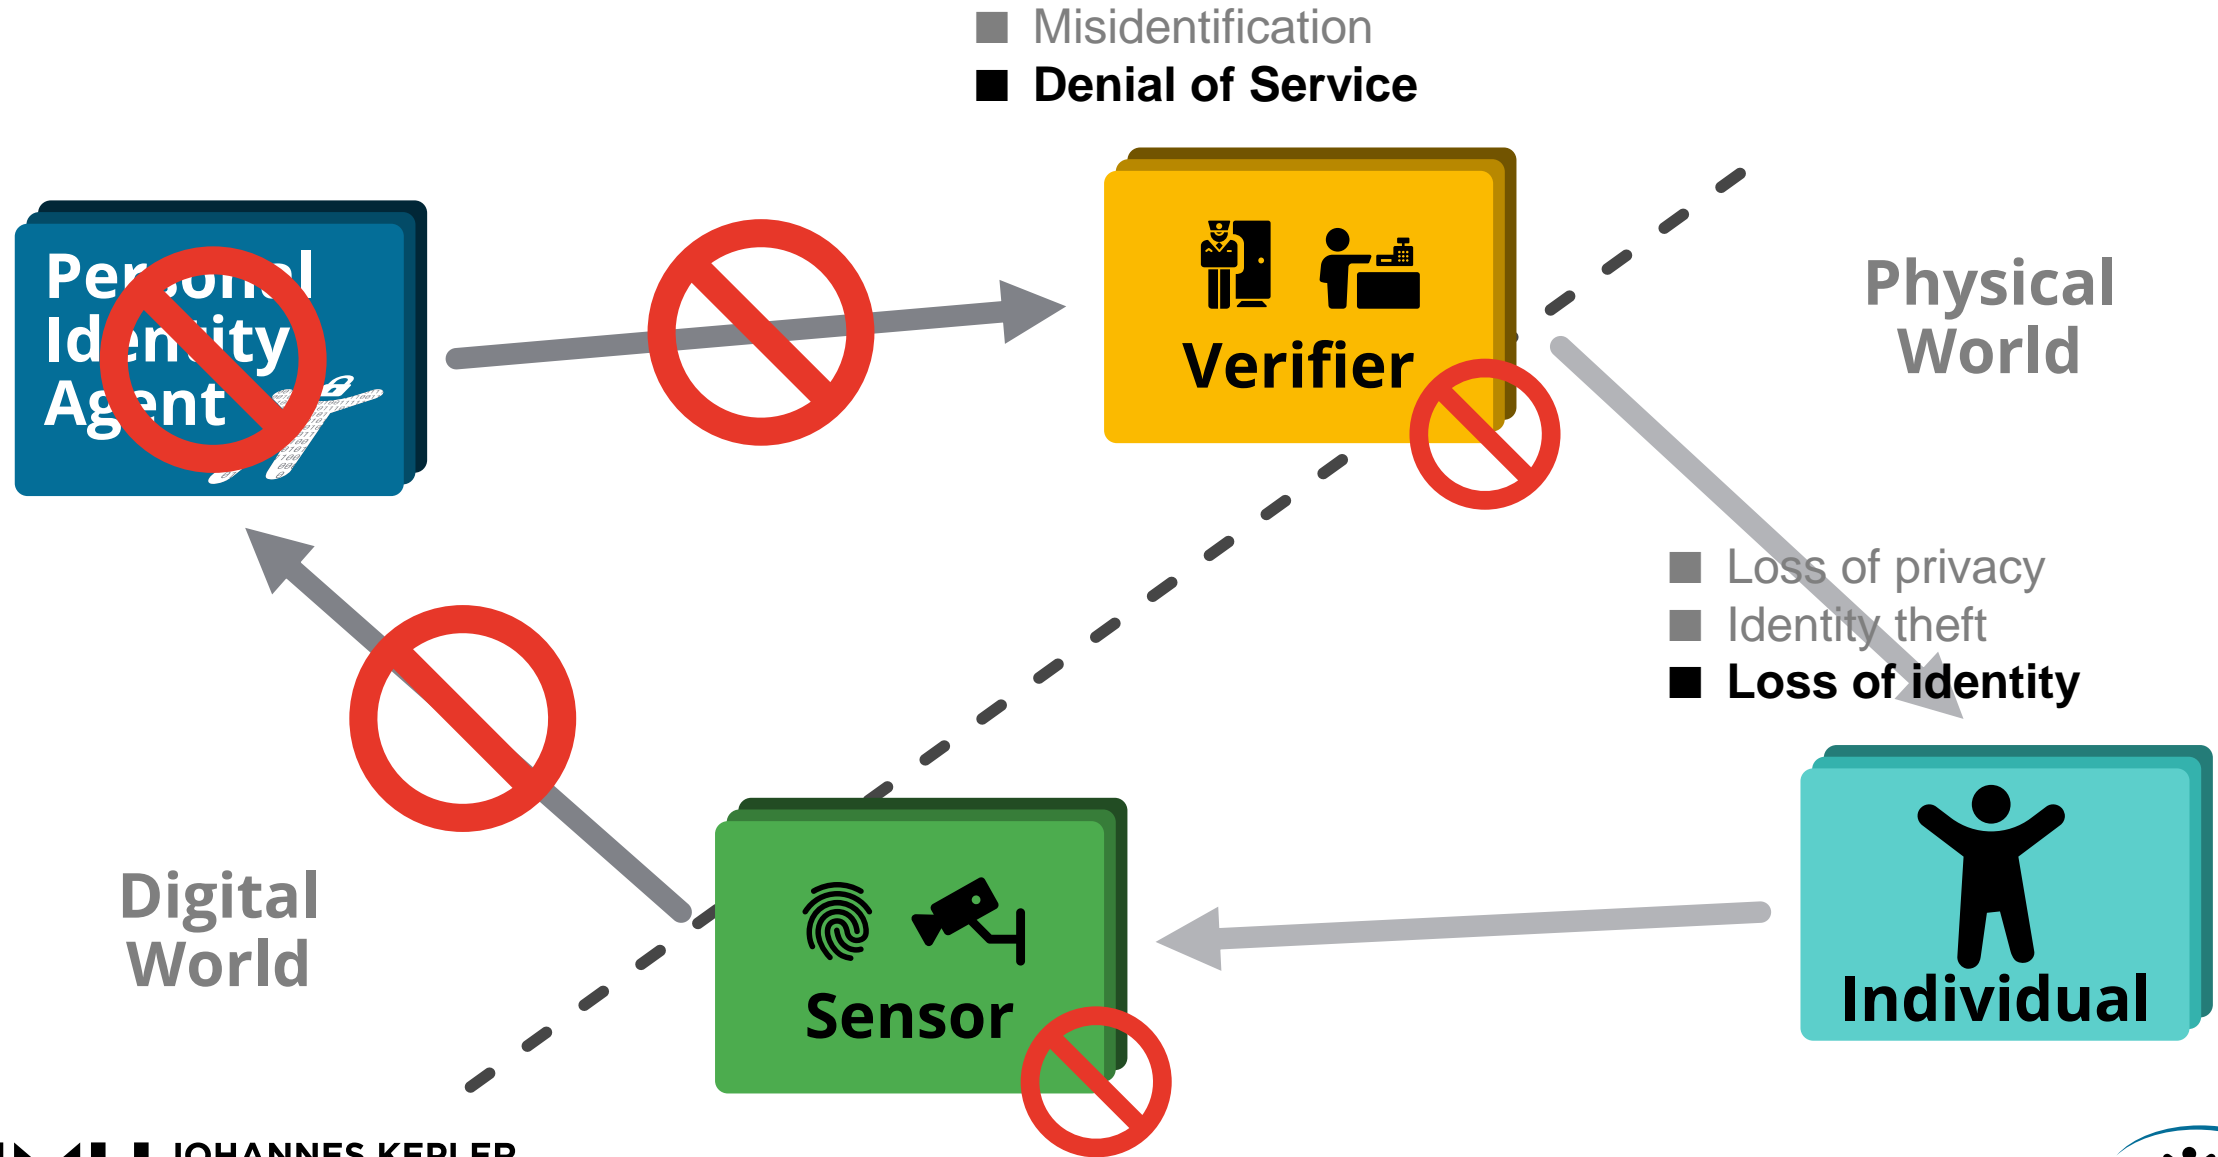 Misidentification
Denial of Service
Personal
Identity
Agent
Verifier
Physical
World
Loss of privacy
Identity theft
Loss of identity
Digital
World
Sensor
Individual
JOHANNES KEPLER